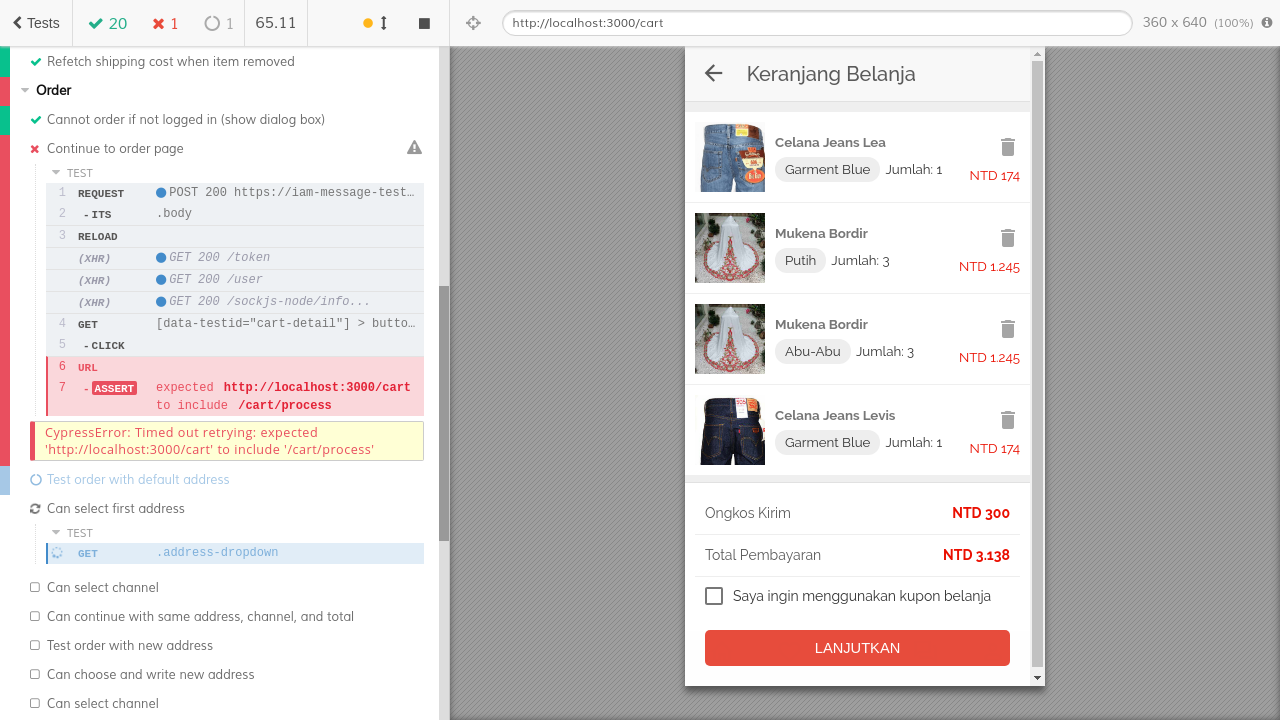 Tests
20
1
1
65.11
http://localhost:3000/cart
360 x 640 (100%)
Refetch shipping cost when item removed
Order
Cannot order if not logged in (show dialog box)
Continue to order page
TEST
1 REQUEST POST 200 https://iam-message-test…
2 - ITS .body
3 RELOAD
(XHR) GET 200 /token
(XHR) GET 200 /user
(XHR) GET 200 /sockjs-node/info...
4 GET [data-testid="cart-detail"] > butto…
5 - CLICK
6 URL
7 - ASSERT expected http://localhost:3000/cart
to include /cart/process
CypressError: Timed out retrying: expected
'http://localhost:3000/cart' to include '/cart/process'
Test order with default address
Can select first address
TEST
GET .address-dropdown
Can select channel
Can continue with same address, channel, and total
Test order with new address
Can choose and write new address
Can select channel
Keranjang Belanja
Celana Jeans Lea
Garment Blue Jumlah: 1
NTD 174
Mukena Bordir
Putih Jumlah: 3
NTD 1.245
Mukena Bordir
Abu-Abu Jumlah: 3
NTD 1.245
Celana Jeans Levis
Garment Blue Jumlah: 1
NTD 174
Ongkos Kirim NTD 300
Total Pembayaran NTD 3.138
Saya ingin menggunakan kupon belanja
LANJUTKAN